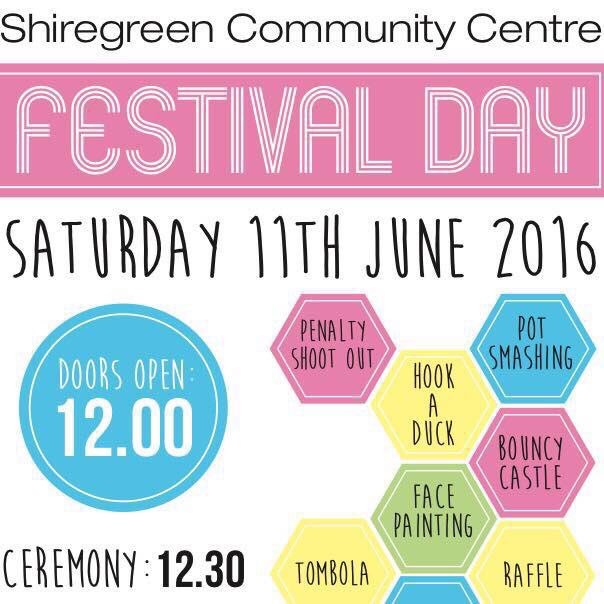 Shiregreen Community Centre
FESTIVAL DAY
SATURDAY 11TH JUNE 2016
DOORS OPEN:
12.00
CEREMONY: 12.30
PENALTY
SHOOT OUT
POT
SMASHING
HOOK
A
DUCK
BOUNCY
CASTLE
FACE
PAINTING
TOMBOLA
RAFFLE